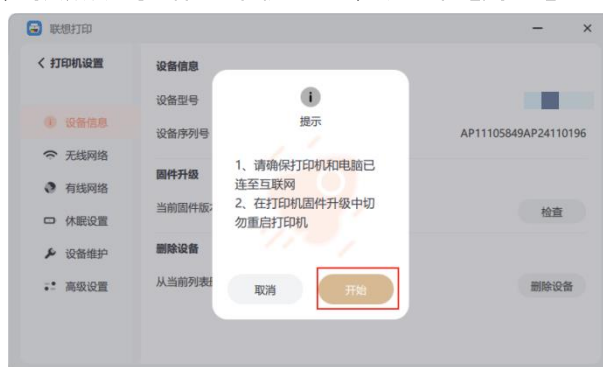 联想打印
打印机设置
设备信息
设备信息
设备型号
设备序列号
AP11105849AP24110196
无线网络
有线网络
休眠设置
设备维护
高级设置
固件升级
当前固件版
检查
删除设备
从当前列表
删除设备
提示
1、请确保打印机和电脑已
连至互联网
2、在打印机固件升级中切
勿重启打印机
取消
开始